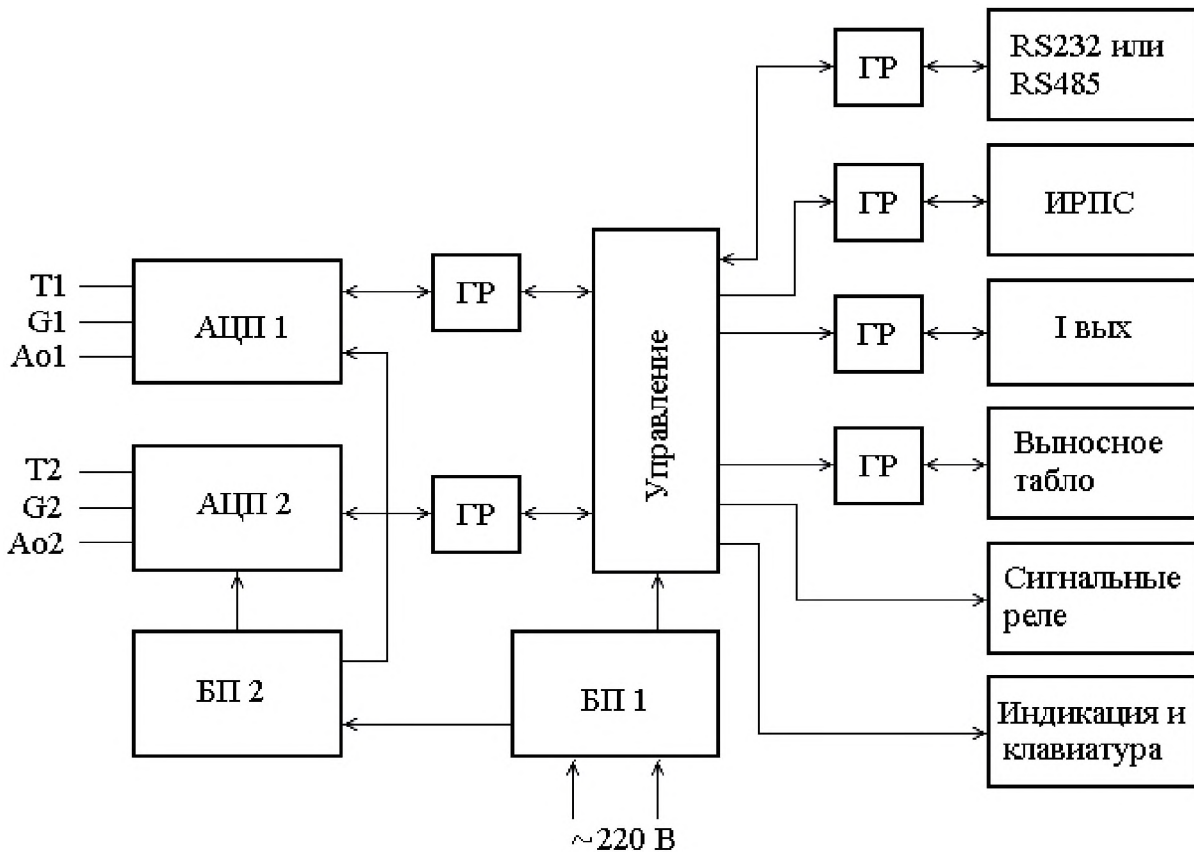 RS232 или
RS485
ГР
ГР
ИРПС
T1
G1
Ao1
АЦП 1
ГР
Управление
ГР
I вых
T2
G2
Ao2
АЦП 2
ГР
ГР
Выносное
табло
Сигнальные
реле
БП 2
БП 1
Индикация и
клавиатура
~220 В